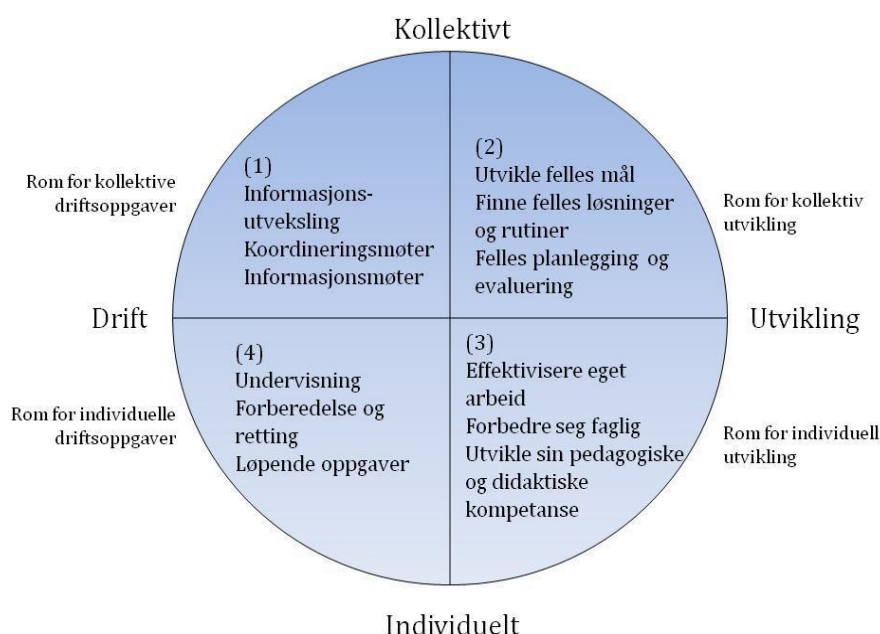 Kollektivt
Rom for kollektive
driftsoppgaver
(1)
Informasjons-
utveksling
Koordineringsmøter
Informasjonsmøter
(2)
Utvikle felles mål
Finne felles løsninger
og rutiner
Felles planlegging og
evaluering
Rom for kollektiv
utvikling
Drift
Utvikling
Rom for individuelle
driftsoppgaver
(4)
Undervisning
Forberedelse og
retting
Løpende oppgaver
(3)
Effektivisere eget
arbeid
Forbedre seg faglig
Utvikle sin pedagogiske
og didaktiske
kompetanse
Rom for individuell
utvikling
Individuelt